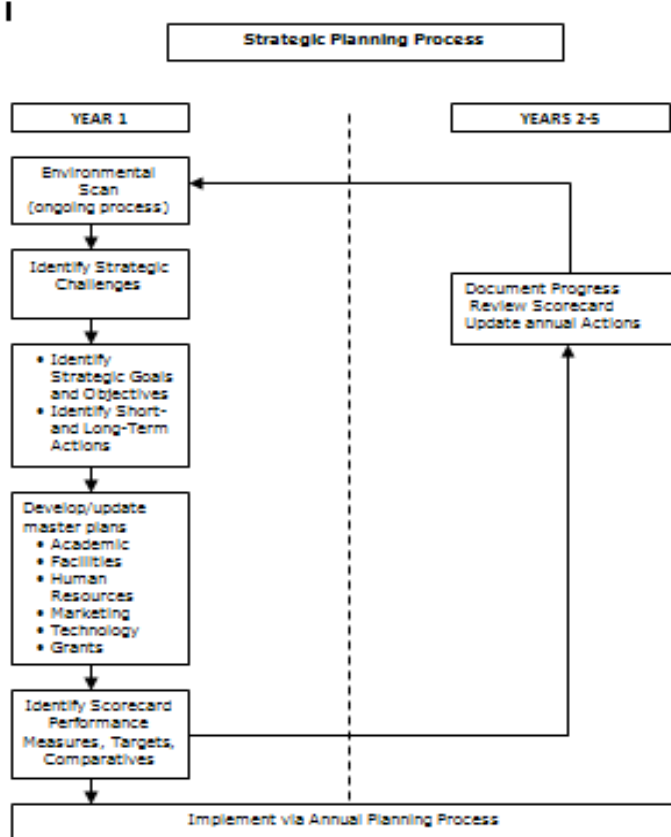 I
Strategic Planning Process
YEAR 1
YEARS 2-5
Environmental
Scan
(ongoing process)
Identify Strategic
Challenges
Document Progress
Review Scorecard
Update annual Actions
• Identify
Strategic Goals
and Objectives
• Identify Short-
and Long-Term
Actions
Develop/update
master plans
• Academic
• Facilities
• Human
Resources
• Marketing
• Technology
• Grants
Identify Scorecard
Performance
Measures, Targets,
Comparatives
Implement via Annual Planning Process